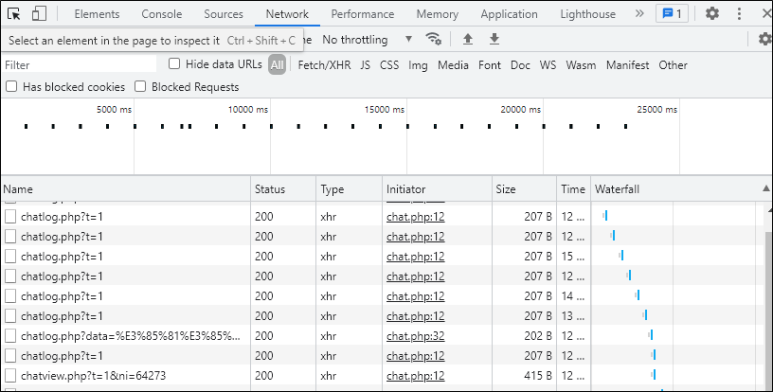 Elements Console Sources Network Performance Memory Application Lighthouse » 1
Select an element in the page to inspect it Ctrl + Shift + C No throttling
Filter Hide data URLs All Fetch/XHR JS CSS Img Media Font Doc WS Wasm Manifest Other
Has blocked cookies Blocked Requests
5000 ms 10000 ms 15000 ms 20000 ms 25000 ms
Name Status Type Initiator Size Time Waterfall
chatlog.php?t=1 200 xhr chat.php:12 207 B 12 ...
chatlog.php?t=1 200 xhr chat.php:12 207 B 12 ...
chatlog.php?t=1 200 xhr chat.php:12 207 B 15 ...
chatlog.php?t=1 200 xhr chat.php:12 207 B 12 ...
chatlog.php?t=1 200 xhr chat.php:12 207 B 14 ...
chatlog.php?t=1 200 xhr chat.php:12 207 B 13 ...
chatlog.php?data=%E3%85%81%E3%85%... 200 xhr chat.php:32 202 B 12 ...
chatlog.php?t=1 200 xhr chat.php:12 207 B 12 ...
chatview.php?t=1&ni=64273 200 xhr chat.php:12 415 B 12 ...